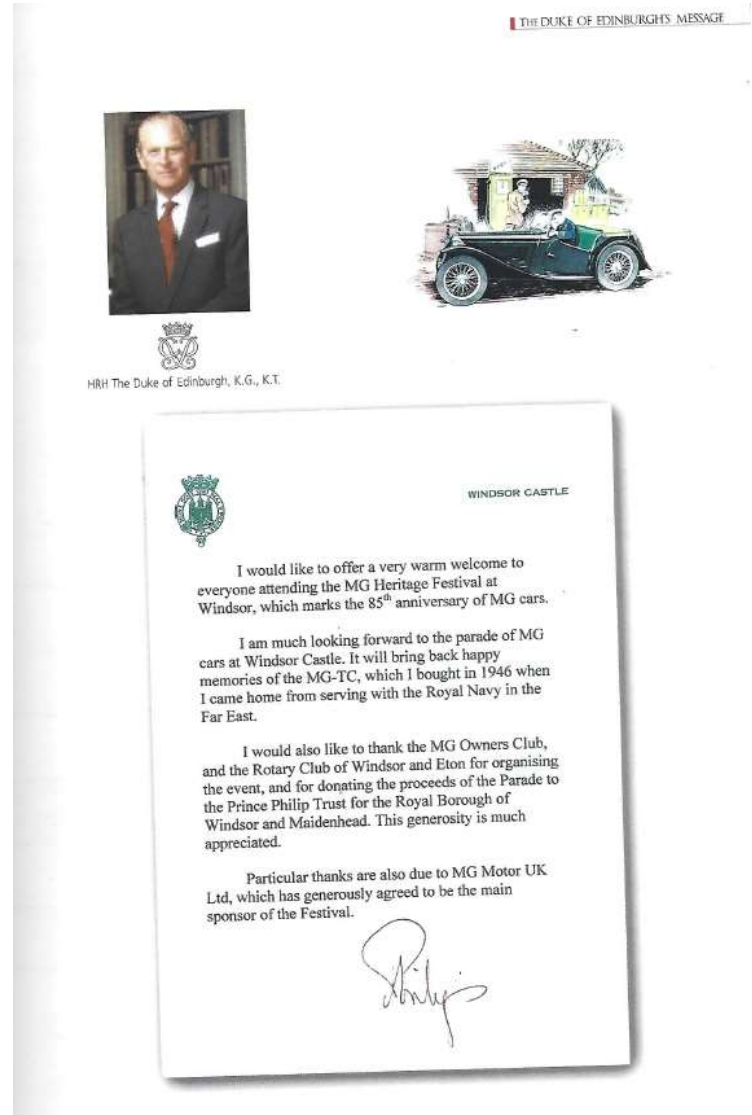 THE DUKE OF EDINBURGH'S MESSAGE
HRH The Duke of Edinburgh, K.G., K.T.
WINDSOR CASTLE
I would like to offer a very warm welcome to
everyone attending the MG Heritage Festival at
Windsor, which marks the 85th anniversary of MG cars.
I am much looking forward to the parade of MG
cars at Windsor Castle. It will bring back happy
memories of the MG-TC, which I bought in 1946 when
I came home from serving with the Royal Navy in the
Far East.
I would also like to thank the MG Owners Club,
and the Rotary Club of Windsor and Eton for organising
the event, and for donating the proceeds of the Parade to
the Prince Philip Trust for the Royal Borough of
Windsor and Maidenhead. This generosity is much
appreciated.
Particular thanks are also due to MG Motor UK
Ltd, which has generously agreed to be the main
sponsor of the Festival.
Philip